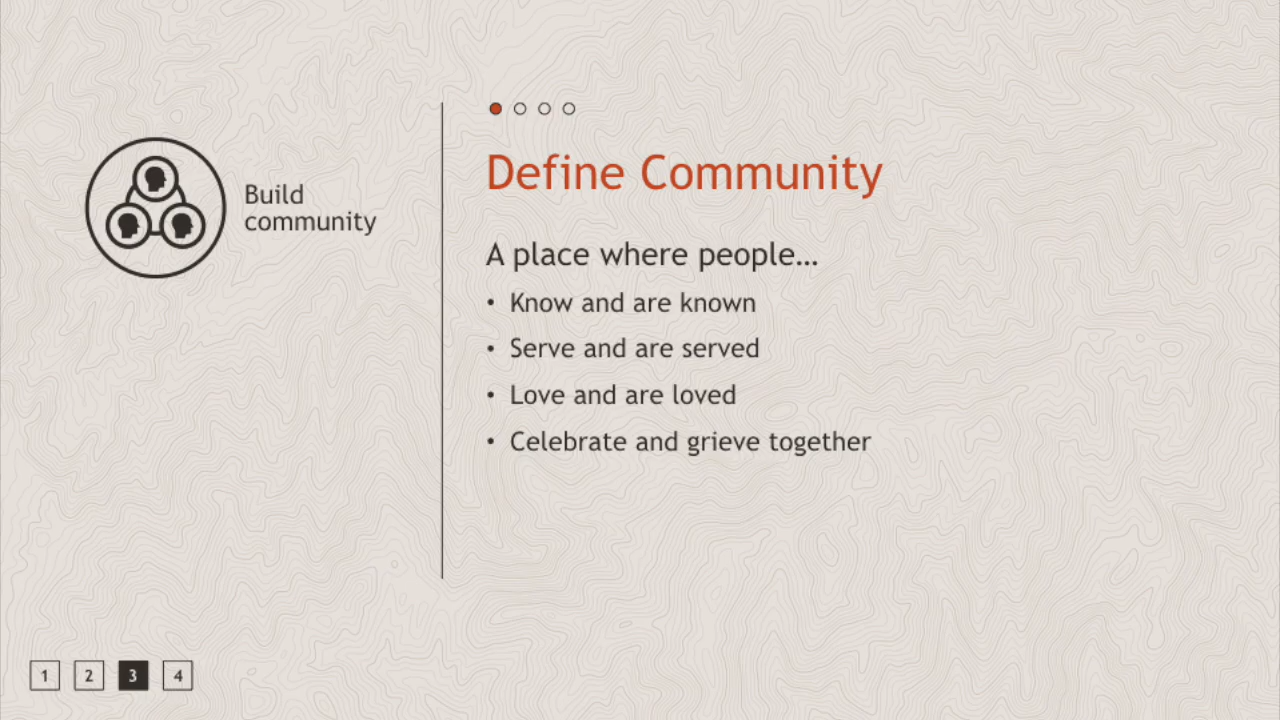 Build
community
Define Community
A place where people...
• Know and are known
• Serve and are served
• Love and are loved
• Celebrate and grieve together
1 2 3 4